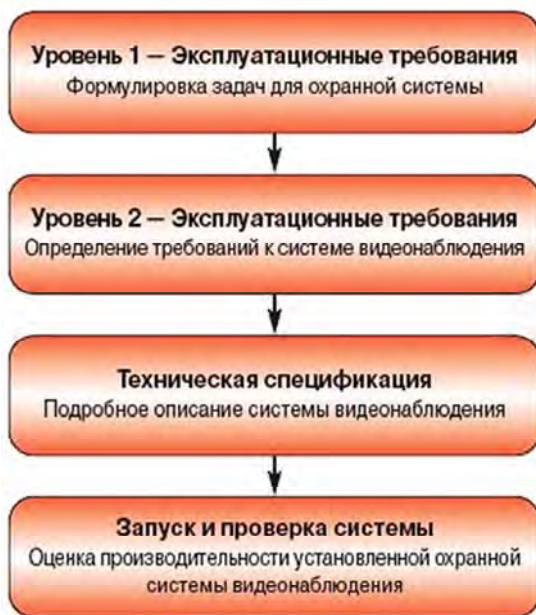 Уровень 1 — Эксплуатационные требования
Формулировка задач для охранной системы
Уровень 2 — Эксплуатационные требования
Определение требований к системе видеонаблюдения
Техническая спецификация
Подробное описание системы видеонаблюдения
Запуск и проверка системы
Оценка производительности установленной охранной
системы видеонаблюдения